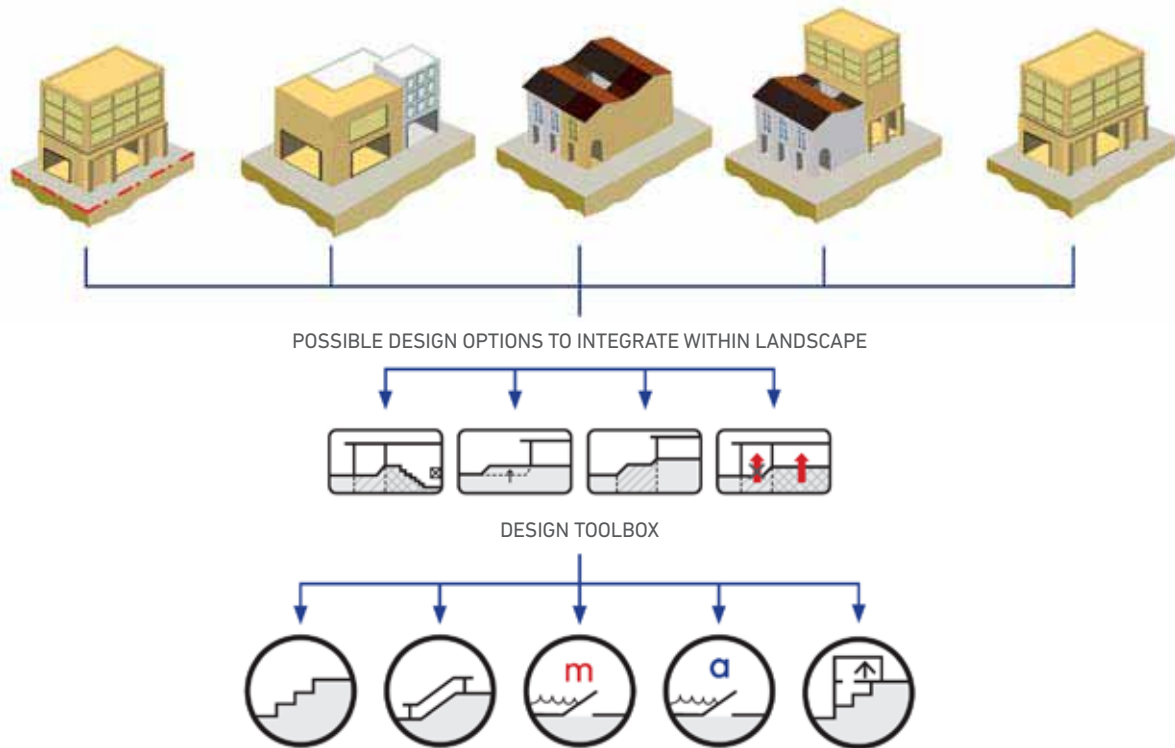 POSSIBLE DESIGN OPTIONS TO INTEGRATE WITHIN LANDSCAPE
DESIGN TOOLBOX
m
a